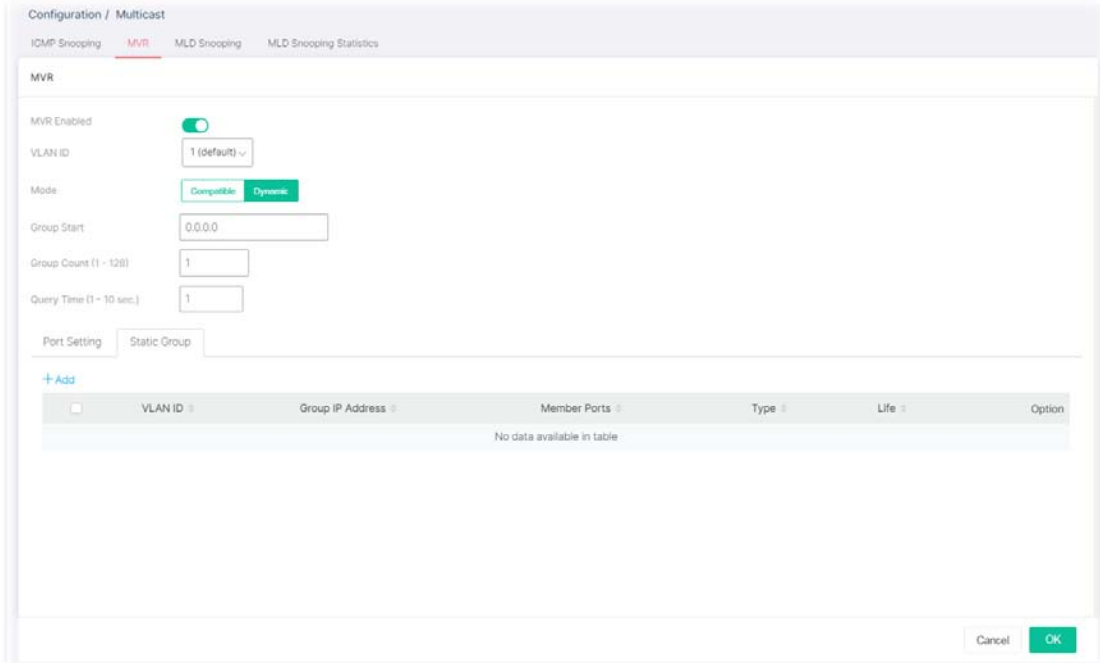 Configuration / Multicast
IGMP Snooping MVR MLD Snooping MLD Snooping Statistics
MVR
MVR Enabled
VLAN ID 1 (default)
Mode Compatible Dynamic
Group Start 0.0.0.0
Group Count (1 - 128) 1
Query Time (1 - 10 sec.) 1
Port Setting Static Group
+Add
VLAN ID Group IP Address Member Ports Type Life Option
No data available in table
Cancel OK